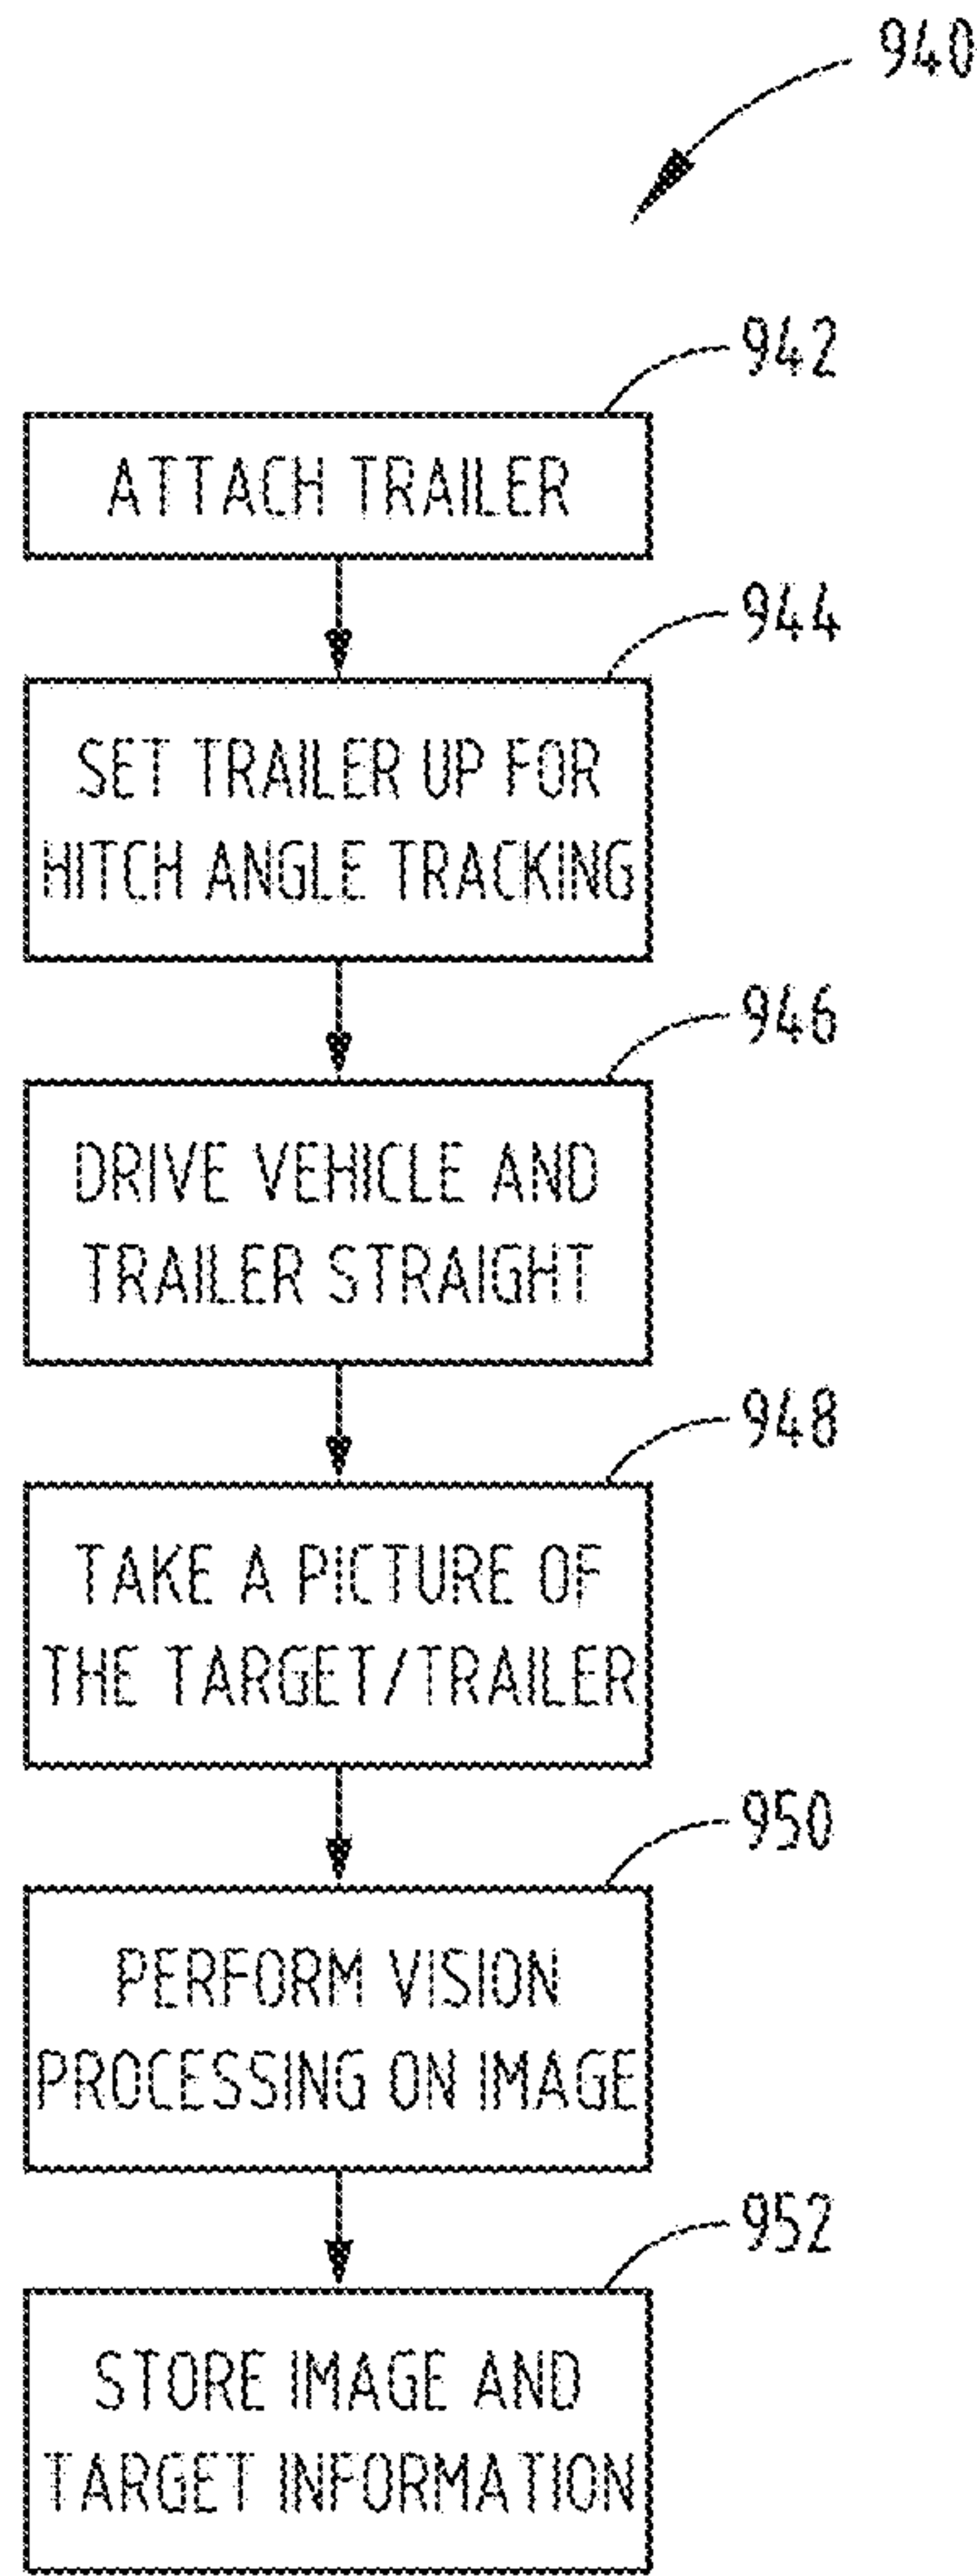 940
942
ATTACH TRAILER
944
SET TRAILER UP FOR
HITCH ANGLE TRACKING
946
DRIVE VEHICLE AND
TRAILER STRAIGHT
948
TAKE A PICTURE OF
THE TARGET/TRAILER
950
PERFORM VISION
PROCESSING ON IMAGE
952
STORE IMAGE AND
TARGET INFORMATION